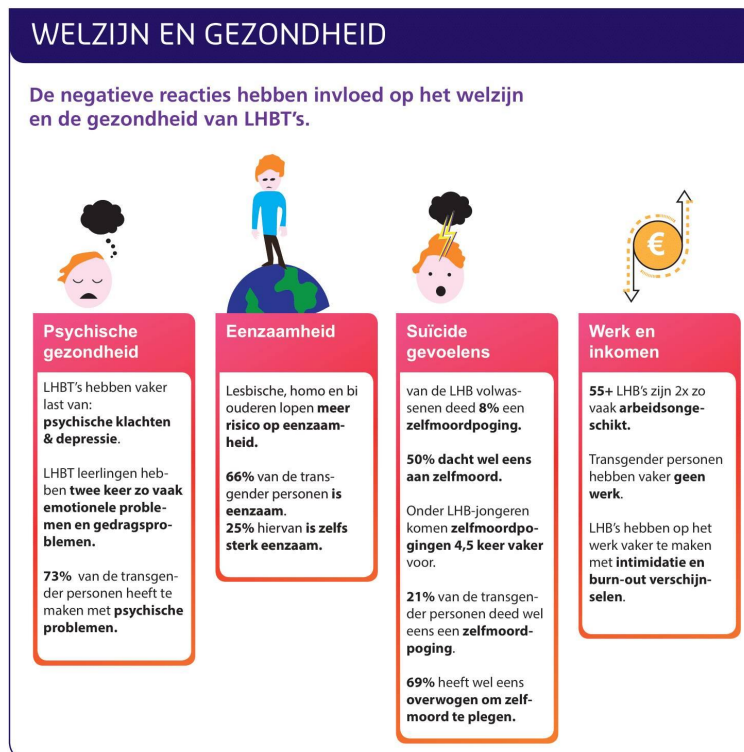 WELZIJN EN GEZONDHEID
De negatieve reacties hebben invloed op het welzijn
en de gezondheid van LHBT's.
€
Psychische
gezondheid
LHBT's hebben vaker
last van:
psychische klachten
& depressie.
LHBT leerlingen heb-
ben twee keer zo vaak
emotionele proble-
men en gedragspro-
blemen.
73% van de transgen-
der personen heeft te
maken met psychische
problemen.
Eenzaamheid
Lesbische, homo en bi
ouderen lopen meer
risico op eenzaam-
heid.
66% van de trans-
gender personen is
eenzaam.
25% hiervan is zelfs
sterk eenzaam.
Suïcide
gevoelens
van de LHB volwas-
senen deed 8% een
zelfmoordpoging.
50% dacht wel eens
aan zelfmoord.
Onder LHB-jongeren
komen zelfmoordpo-
gingen 4,5 keer vaker
voor.
21% van de transgen-
der personen deed wel
eens een zelfmoord-
poging.
69% heeft wel eens
overwogen om zelf-
moord te plegen.
Werk en
inkomen
55+ LHB's zijn 2x zo
vaak arbeidsonge-
schikt.
Transgender personen
hebben vaker geen
werk.
LHB's hebben op het
werk vaker te maken
met intimidatie en
burn-out verschijn-
selen.